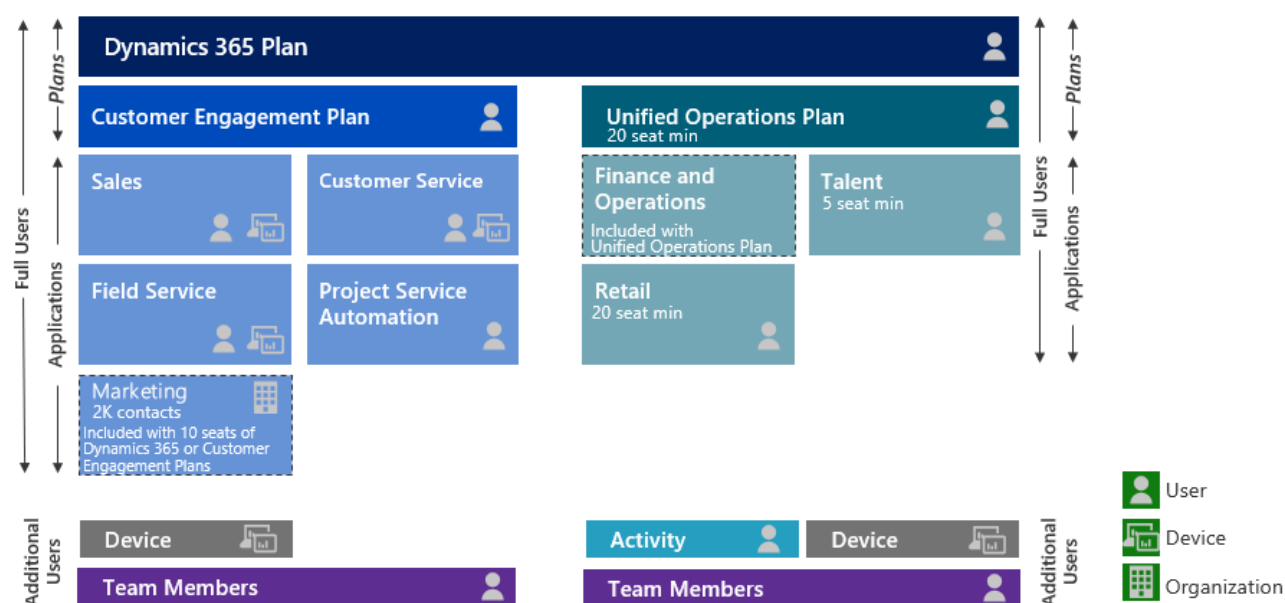 Dynamics 365 Plan
Customer Engagement Plan
Unified Operations Plan
20 seat min
Sales
Customer Service
Finance and
Operations
Included with
Unified Operations Plan
Talent
5 seat min
Field Service
Project Service
Automation
Retail
20 seat min
Marketing
2K contacts
Included with 10 seats of
Dynamics 365 or Customer
Engagement Plans
Device
Activity
Device
Team Members
Team Members
Full Users
Plans
Applications
Additional
Users
Full Users
Plans
Applications
Additional
Users
User
Device
Organization